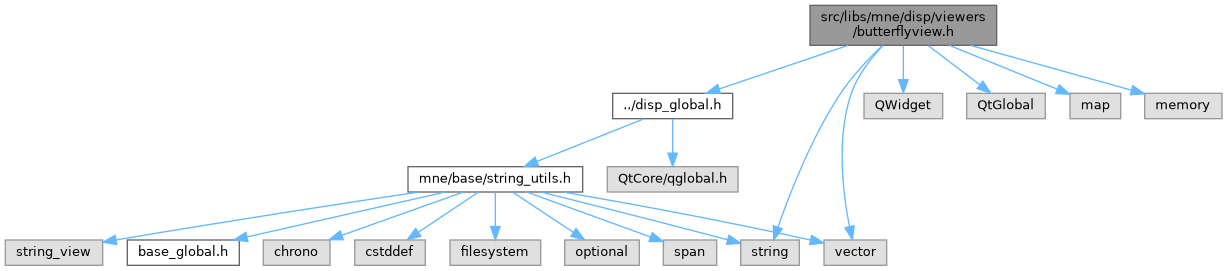 src/libs/mne/disp/viewers
/butterflyview.h
../disp_global.h
QWidget
QtGlobal
map
memory
mne/base/string_utils.h
QtCore/qglobal.h
string_view
base_global.h
chrono
cstddef
filesystem
optional
span
string
vector